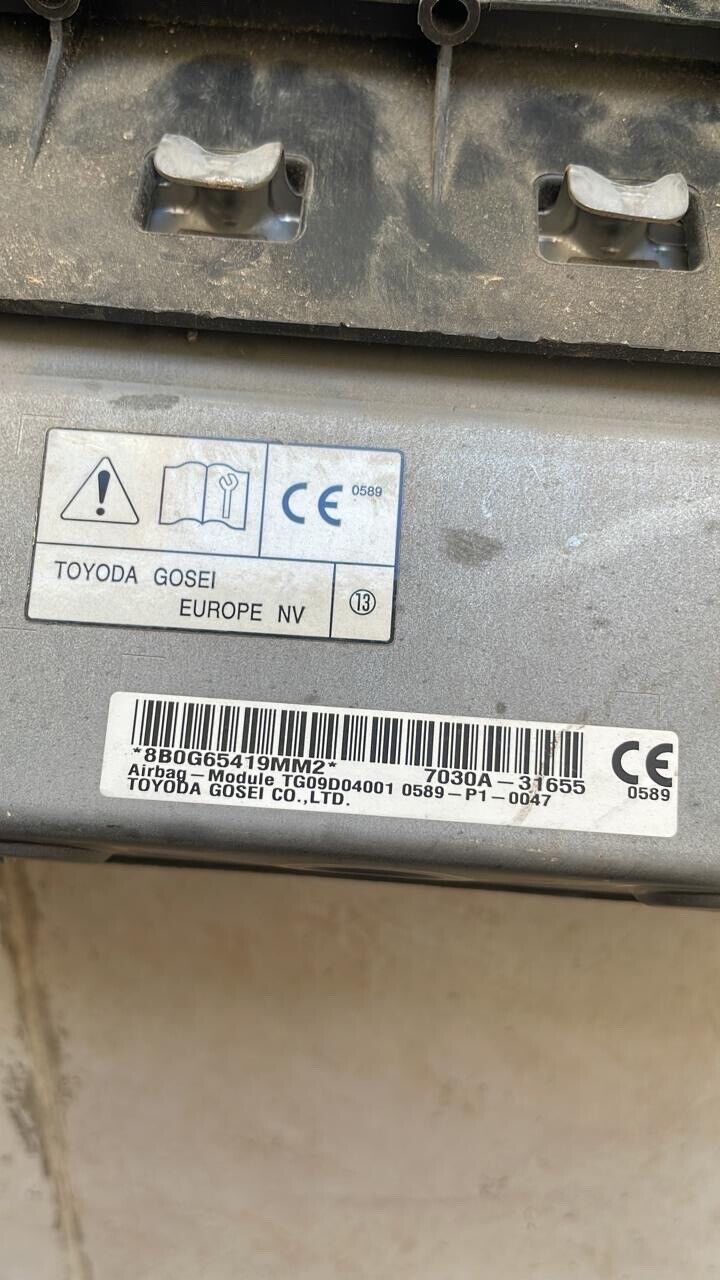 CE 0589
TOYODA GOSEI
EUROPE NV
⑬
*8B0G65419MM2* 7030A-31655
Airbag-Module TG09D04001 0589-P1-0047
TOYODA GOSEI CO.,LTD.
CE
0589